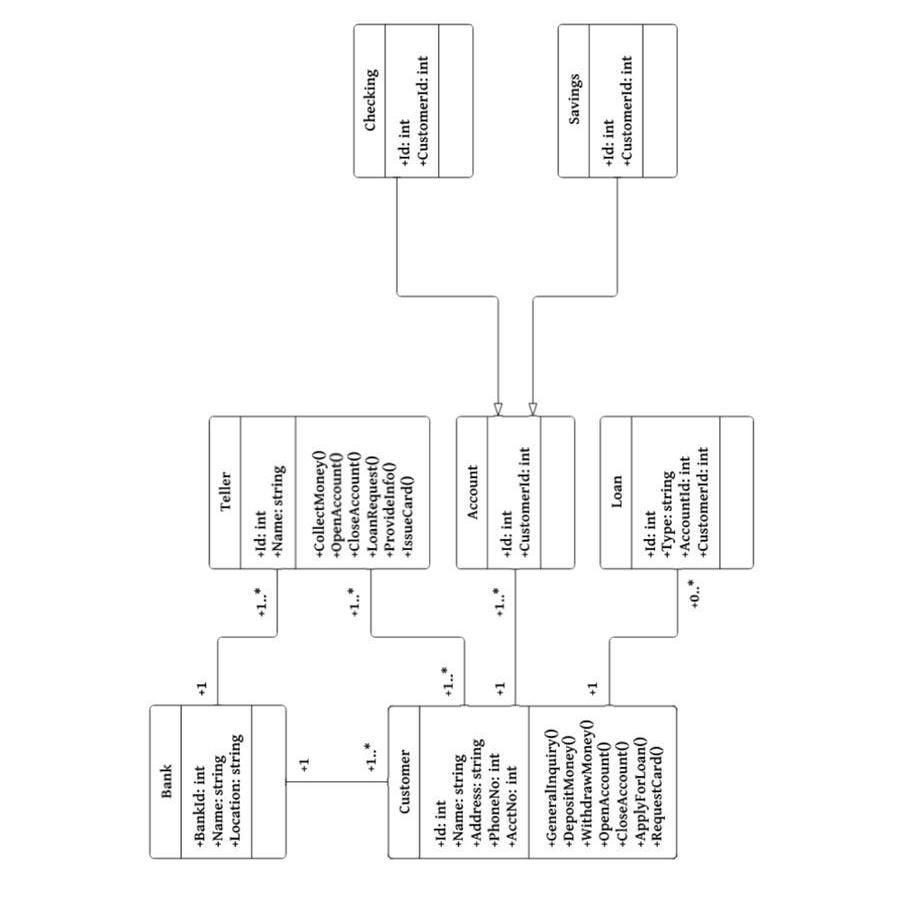 Bank
+BankId: int
+Name: string
+Location: string
+1
+1..*
Teller
+Id: int
+Name: string
+CollectMoney()
+OpenAccount()
+CloseAccount()
+LoanRequest()
+ProvideInfo()
+IssueCard()
+1
+1..*
Customer
+Id: int
+Name: string
+Address: string
+PhoneNo: int
+AcctNo: int
+GeneralInquiry()
+DepositMoney()
+WithdrawMoney()
+OpenAccount()
+CloseAccount()
+ApplyForLoan()
+RequestCard()
+1..*
+1..*
+1
+1..*
Account
+Id: int
+CustomerId: int
Checking
+Id: int
+CustomerId: int
Savings
+Id: int
+CustomerId: int
+1
+0..*
Loan
+Id: int
+Type: string
+AccountId: int
+CustomerId: int